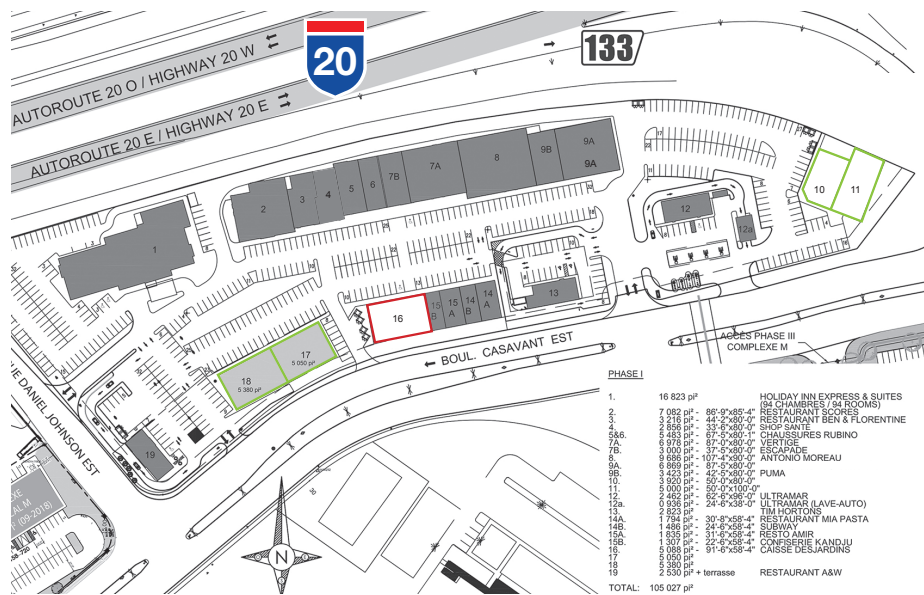 20
133
AUTOROUTE 20 O / HIGHWAY 20 W
AUTOROUTE 20 E / HIGHWAY 20 E
1
2
3
4
5
6
7B
7A
8
9B
9A
9A
10
11
12
12a
13
14
A
14
B
15
A
15
B
16
17
5 050 pi²
18
5 380 pi²
19
BOUL. CASAVANT EST
ACCÈS PHASE III
COMPLEXE M
DANIEL JOHNSON EST
N
PHASE I
1. 16 823 pi² HOLIDAY INN EXPRESS & SUITES
(94 CHAMBRES / 94 ROOMS)
2. 7 082 pi² - 86'-9"x85'-4" RESTAURANT SCORES
3. 3 216 pi² - 44'-2"x80'-0" RESTAURANT BEN & FLORENTINE
4. 2 856 pi² - 33'-6"x80'-0" SHOP SANTÉ
5&6. 5 483 pi² - 67'-5"x80'-1" CHAUSSURES RUBINO
7A. 6 978 pi² - 87'-0"x80'-0" VERTIGE
7B. 3 000 pi² - 37'-5"x80'-0" ESCAPADE
8. 9 686 pi² - 107'-4"x90'-0" ANTONIO MOREAU
9A. 6 869 pi² - 87'-5"x80'-0"
9B. 3 423 pi² - 42'-5"x80'-0" PUMA
10. 3 920 pi² - 50'-0"x80'-0"
11. 5 000 pi² - 50'-0"x100'-0"
12. 2 462 pi² - 62'-6"x96'-0" ULTRAMAR
12a. 0 936 pi² - 24'-6"x38'-0" ULTRAMAR (LAVE-AUTO)
13. 2 823 pi² TIM HORTONS
14A. 1 794 pi² - 30'-8"x58'-4" RESTAURANT MIA PASTA
14B. 1 486 pi² - 24'-6"x58'-4" SUBWAY
15A. 1 835 pi² - 31'-6"x58'-4" RESTO AMIR
15B. 1 307 pi² - 22'-6"x58'-4" CONFISERIE KANDJU
16. 5 088 pi² - 91'-6"x58'-4" CAISSE DESJARDINS
17 5 050 pi²
18 5 380 pi²
19 2 530 pi² + terrasse RESTAURANT A&W
TOTAL: 105 027 pi²